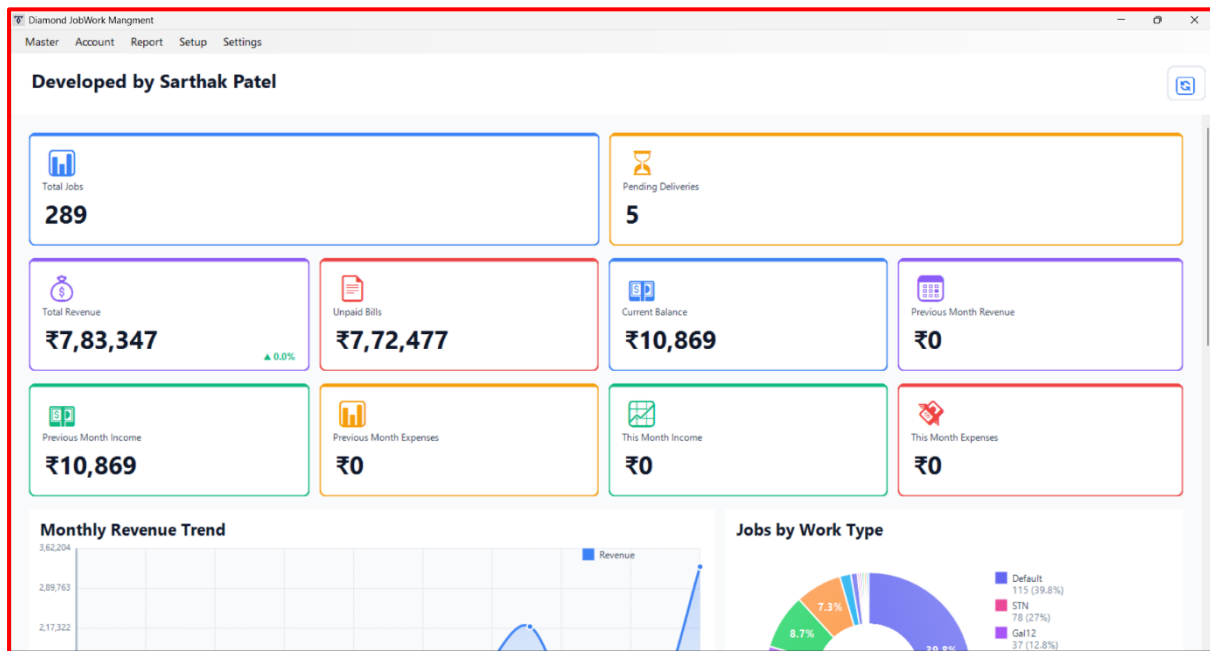 Diamond JobWork Mangment
Master Account Report Setup Settings
Developed by Sarthak Patel
Total Jobs
289
Pending Deliveries
5
Total Revenue
₹7,83,347
▲ 0.0%
Unpaid Bills
₹7,72,477
Current Balance
₹10,869
Previous Month Revenue
₹0
Previous Month Income
₹10,869
Previous Month Expenses
₹0
This Month Income
₹0
This Month Expenses
₹0
Monthly Revenue Trend
3,62,204
Revenue
2,89,763
2,17,322
Jobs by Work Type
7.3%
8.7%
39.8%
Default
115 (39.8%)
STN
78 (27%)
Gal12
37 (12.8%)